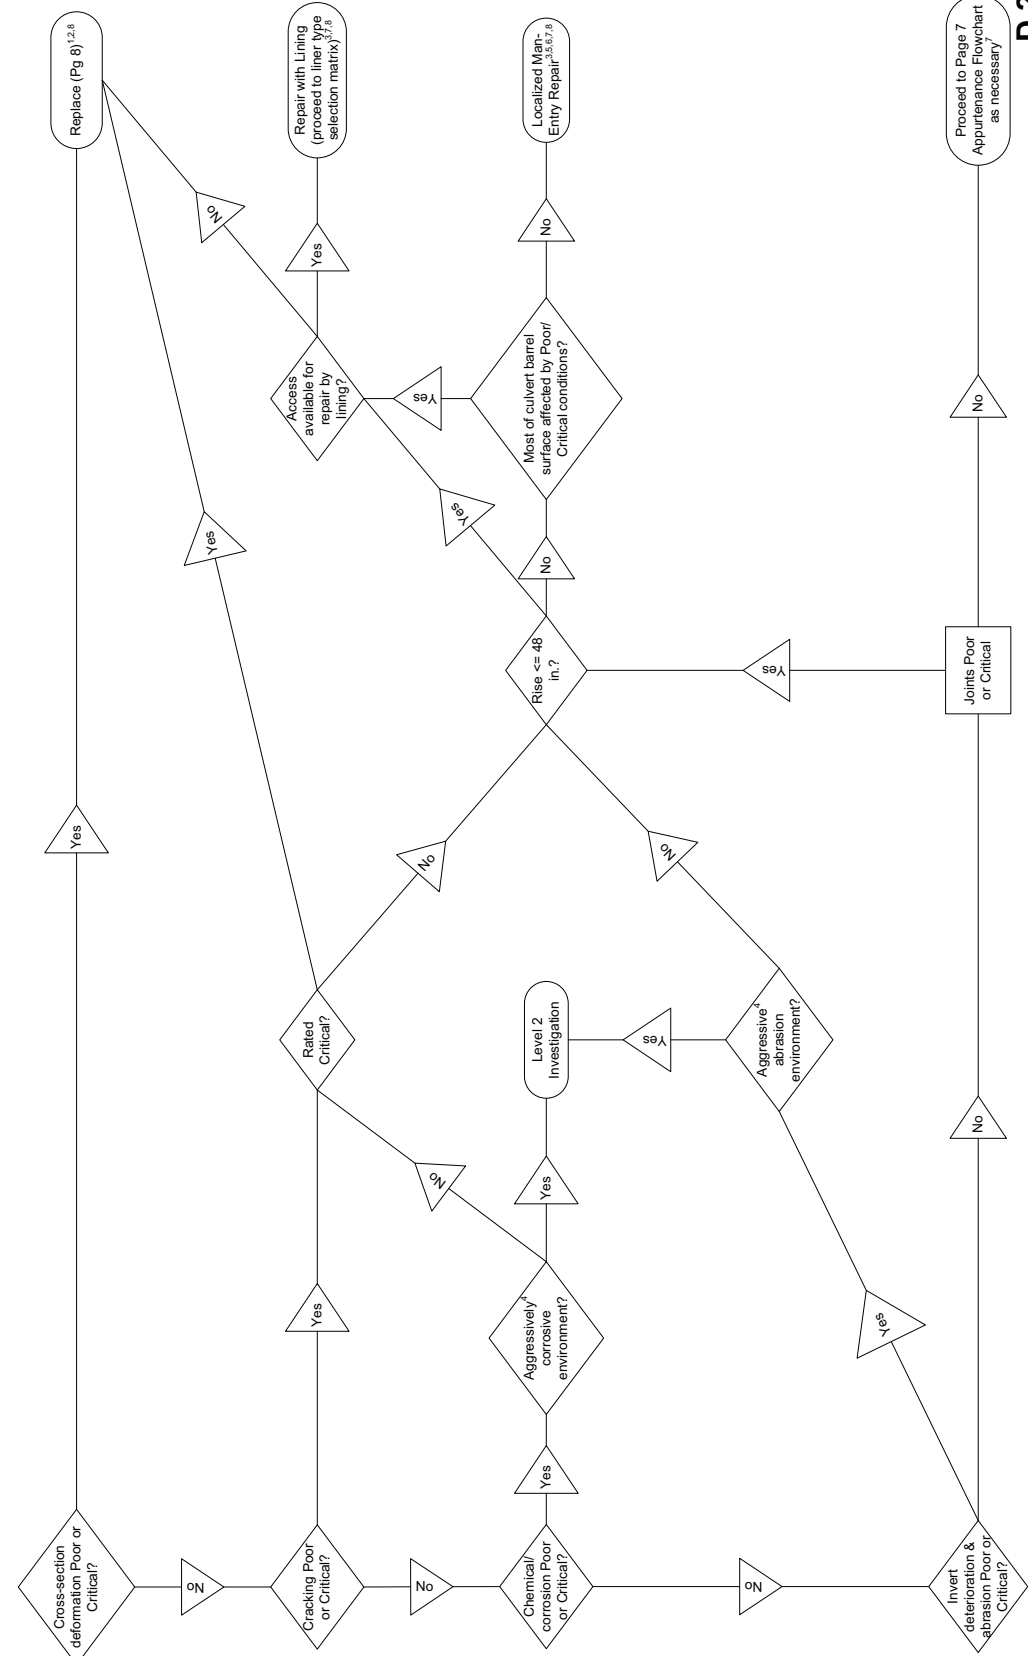 Cross-section
deformation Poor or
Critical?
Yes
Replace (Pg 8)1,2,8
No
Yes
No
Cracking Poor
or Critical?
Yes
Rated
Critical?
Access
available for
repair by
lining?
Yes
Repair with Lining
(proceed to liner type
selection matrix)3,7,8
No
No
No
Yes
Yes
Chemical/
corrosion Poor
or Critical?
Yes
Aggressively4
corrosive
environment?
Yes
Level 2
Investigation
Rise <= 48
in.?
No
Most of culvert barrel
surface affected by Poor/
Critical conditions?
No
Localized Man-
Entry Repair3,5,6,7,8
Yes
No
No
Aggressive4
abrasion
environment?
Yes
Yes
Invert
deterioration &
abrasion Poor or
Critical?
No
Joints Poor
or Critical
No
Proceed to Page 7
Appurtenance Flowchart
as necessary7